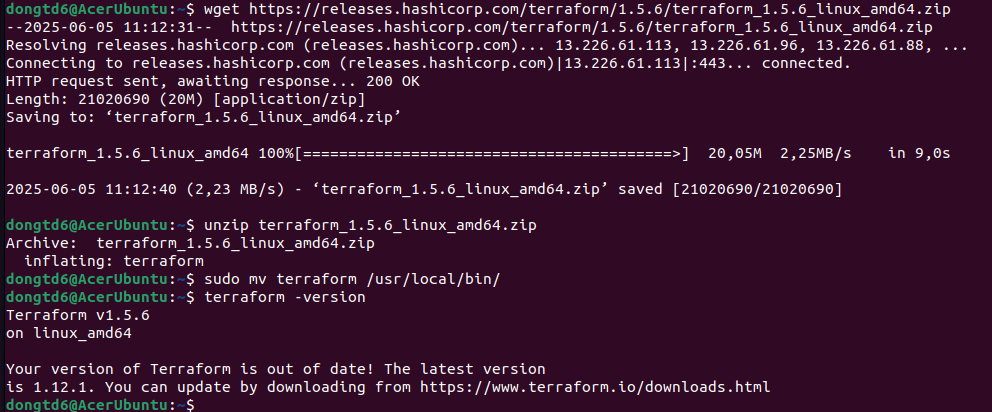 dongtd6@AcerUbuntu:~$ wget https://releases.hashicorp.com/terraform/1.5.6/terraform_1.5.6_linux_amd64.zip
--2025-06-05 11:12:31--  https://releases.hashicorp.com/terraform/1.5.6/terraform_1.5.6_linux_amd64.zip
Resolving releases.hashicorp.com (releases.hashicorp.com)... 13.226.61.113, 13.226.61.96, 13.226.61.88, ...
Connecting to releases.hashicorp.com (releases.hashicorp.com)|13.226.61.113|:443... connected.
HTTP request sent, awaiting response... 200 OK
Length: 21020690 (20M) [application/zip]
Saving to: ‘terraform_1.5.6_linux_amd64.zip’
terraform_1.5.6_linux_amd64 100%[=========================================>]  20,05M  2,25MB/s    in 9,0s
2025-06-05 11:12:40 (2,23 MB/s) - ‘terraform_1.5.6_linux_amd64.zip’ saved [21020690/21020690]
dongtd6@AcerUbuntu:~$ unzip terraform_1.5.6_linux_amd64.zip
Archive:  terraform_1.5.6_linux_amd64.zip
  inflating: terraform
dongtd6@AcerUbuntu:~$ sudo mv terraform /usr/local/bin/
dongtd6@AcerUbuntu:~$ terraform -version
Terraform v1.5.6
on linux_amd64
Your version of Terraform is out of date! The latest version
is 1.12.1. You can update by downloading from https://www.terraform.io/downloads.html
dongtd6@AcerUbuntu:~$